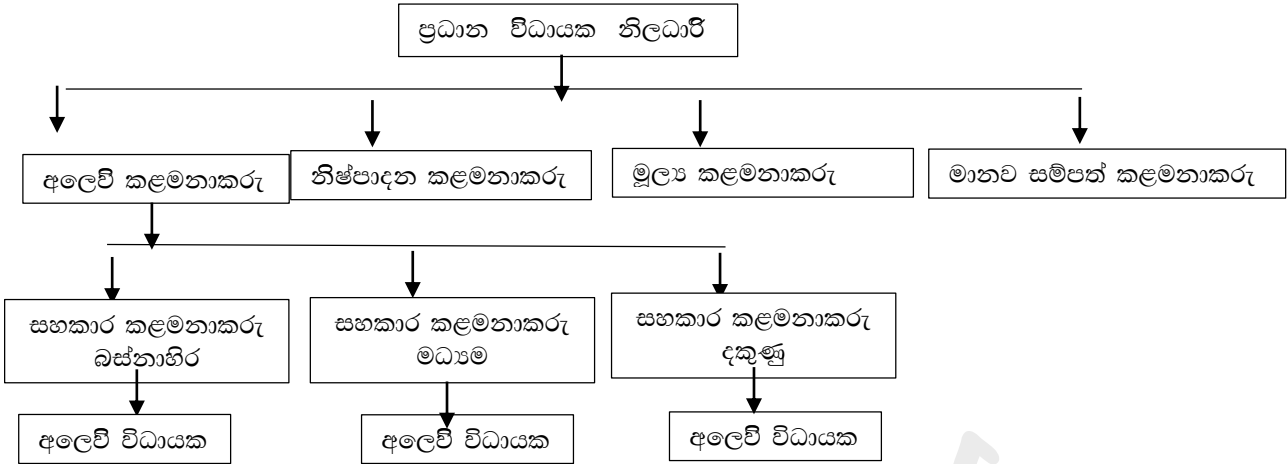 ප්‍රධාන විධායක නිලධාරි
අලෙවි කළමනාකරු
නිෂ්පාදන කළමනාකරු
මූල්‍ය කළමනාකරු
මානව සම්පත් කළමනාකරු
සහකාර කළමනාකරු
බස්නාහිර
සහකාර කළමනාකරු
මධ්‍යම
සහකාර කළමනාකරු
දකුණු
අලෙවි විධායක
අලෙවි විධායක
අලෙවි විධායක